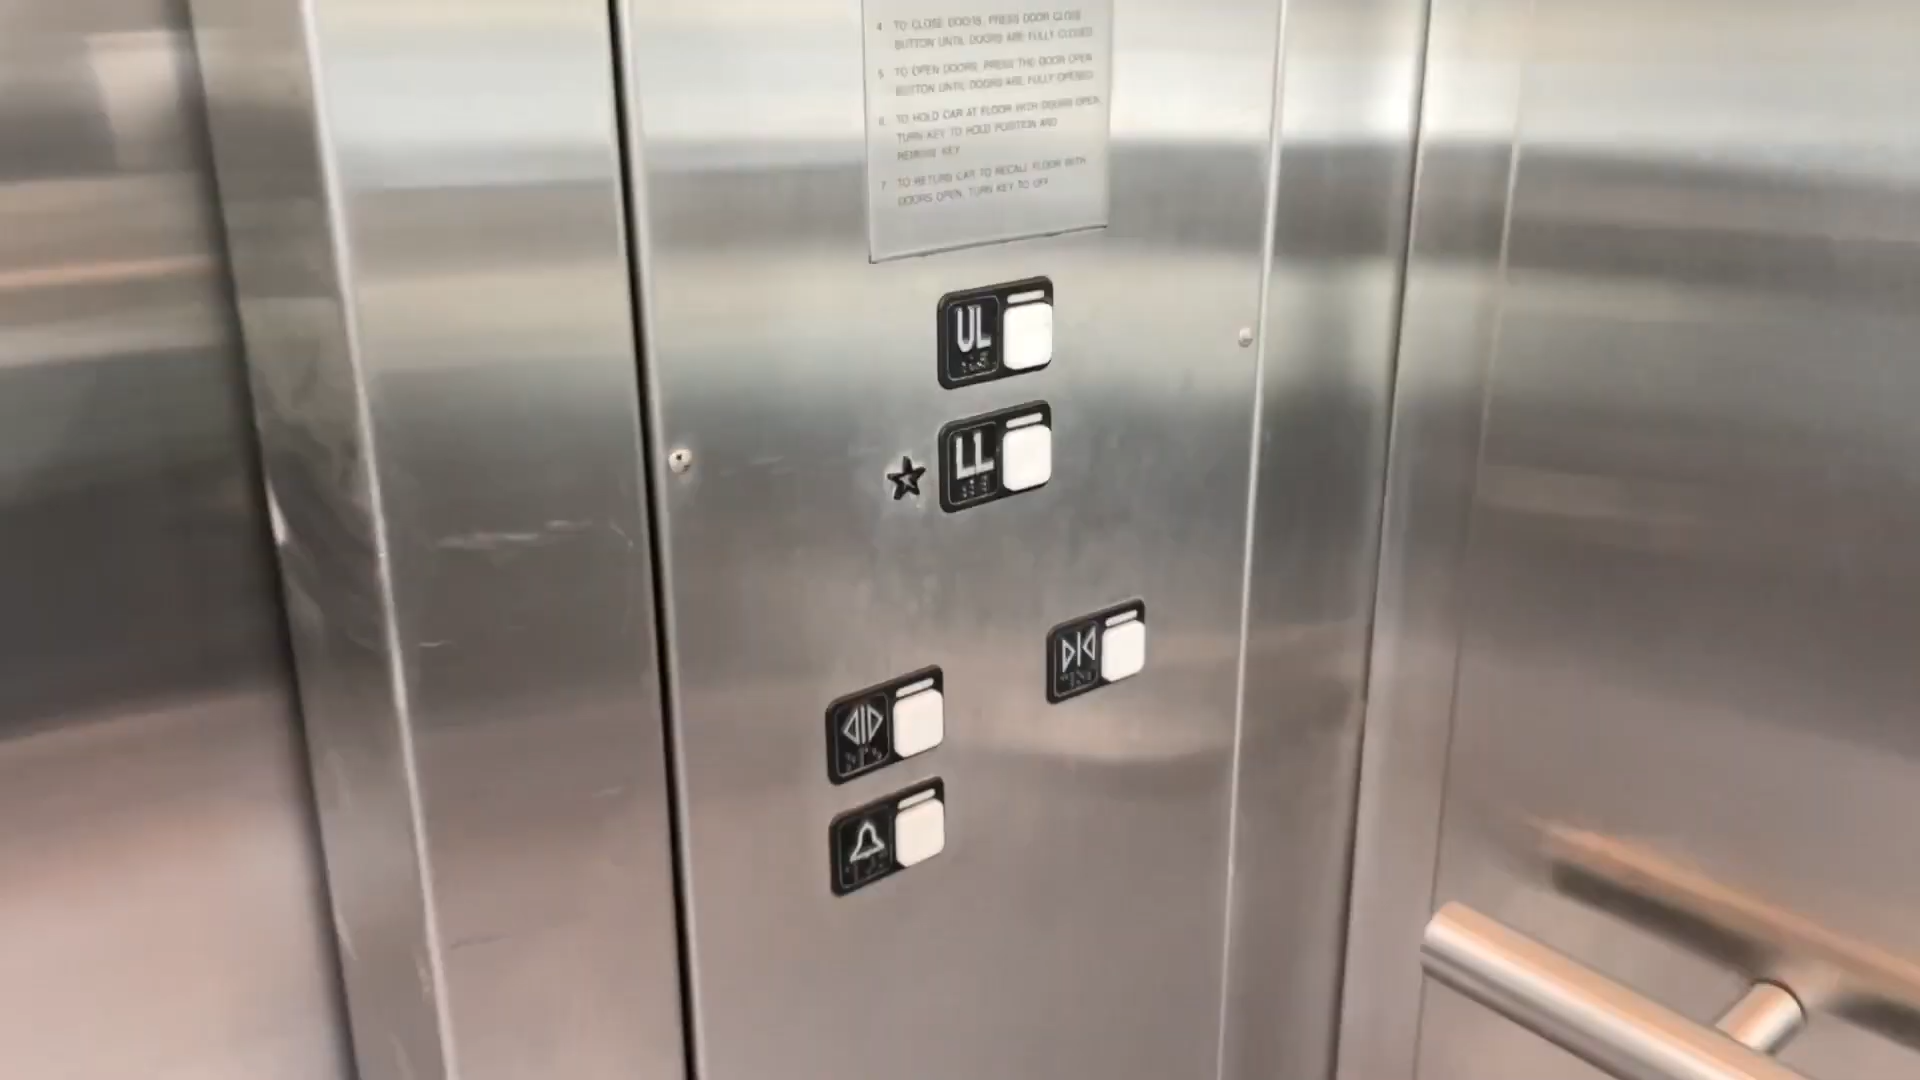 4 TO CLOSE DOORS, PRESS DOOR CLOSE
BUTTON UNTIL DOORS ARE FULLY CLOSED
5 TO OPEN DOORS, PRESS THE DOOR OPEN
BUTTON UNTIL DOORS ARE FULLY OPENED
6 TO HOLD CAR AT FLOOR WITH DOORS OPEN,
TURN KEY TO HOLD POSITION AND
REMOVE KEY
7 TO RETURN CAR TO RECALL FLOOR WITH
DOORS OPEN, TURN KEY TO OFF
UL
LL